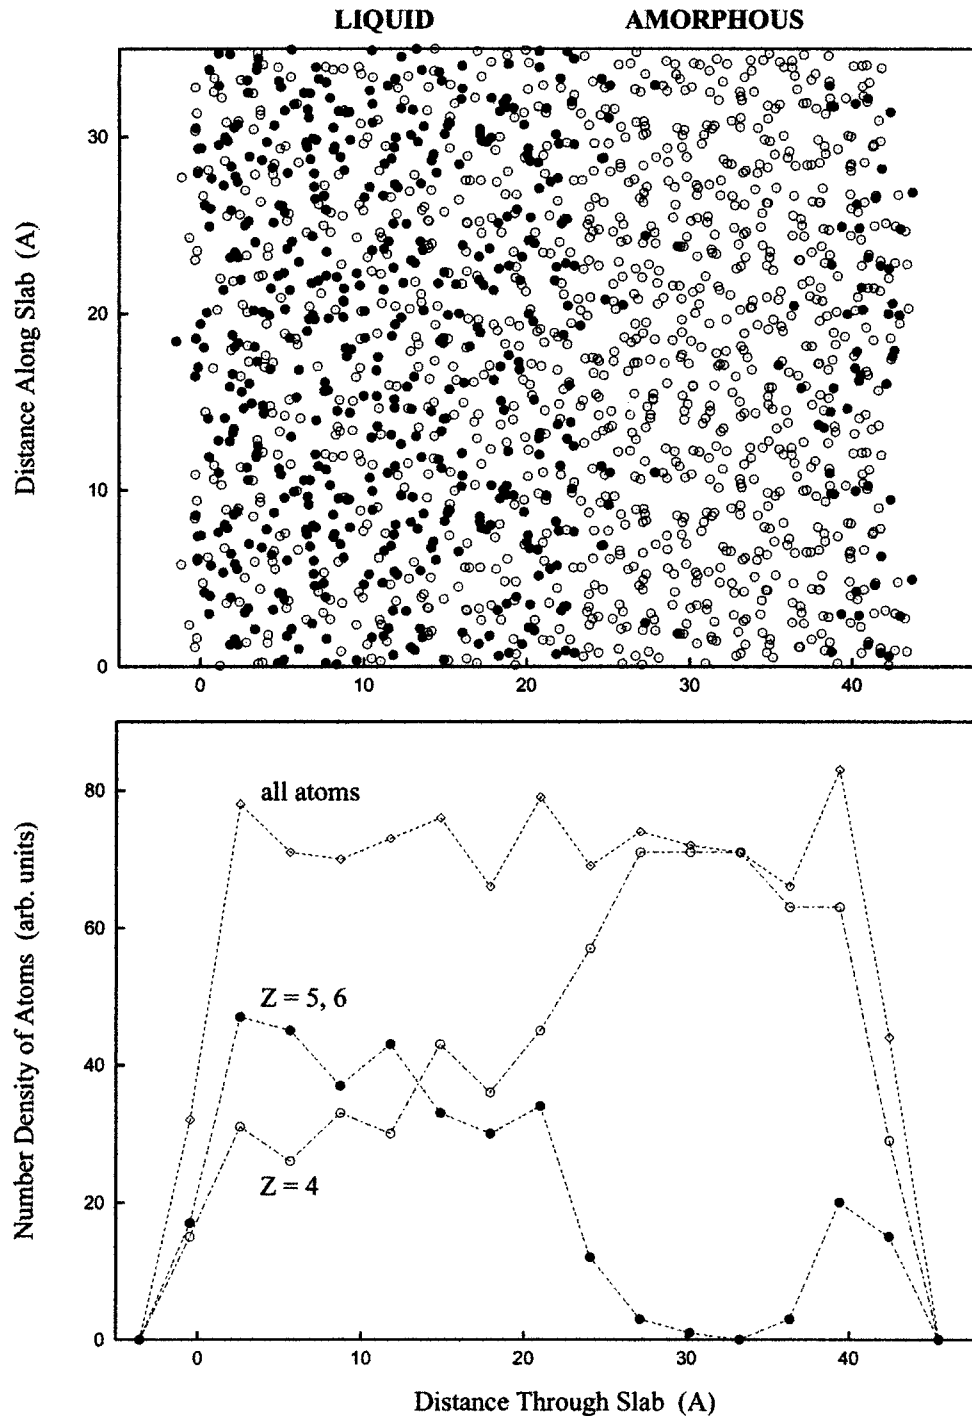 LIQUID AMORPHOUS
Distance Along Slab (A)
30
20
10
0
0 10 20 30 40
Number Density of Atoms (arb. units)
80
60
40
20
0
all atoms
Z = 5, 6
Z = 4
0 10 20 30 40
Distance Through Slab (A)